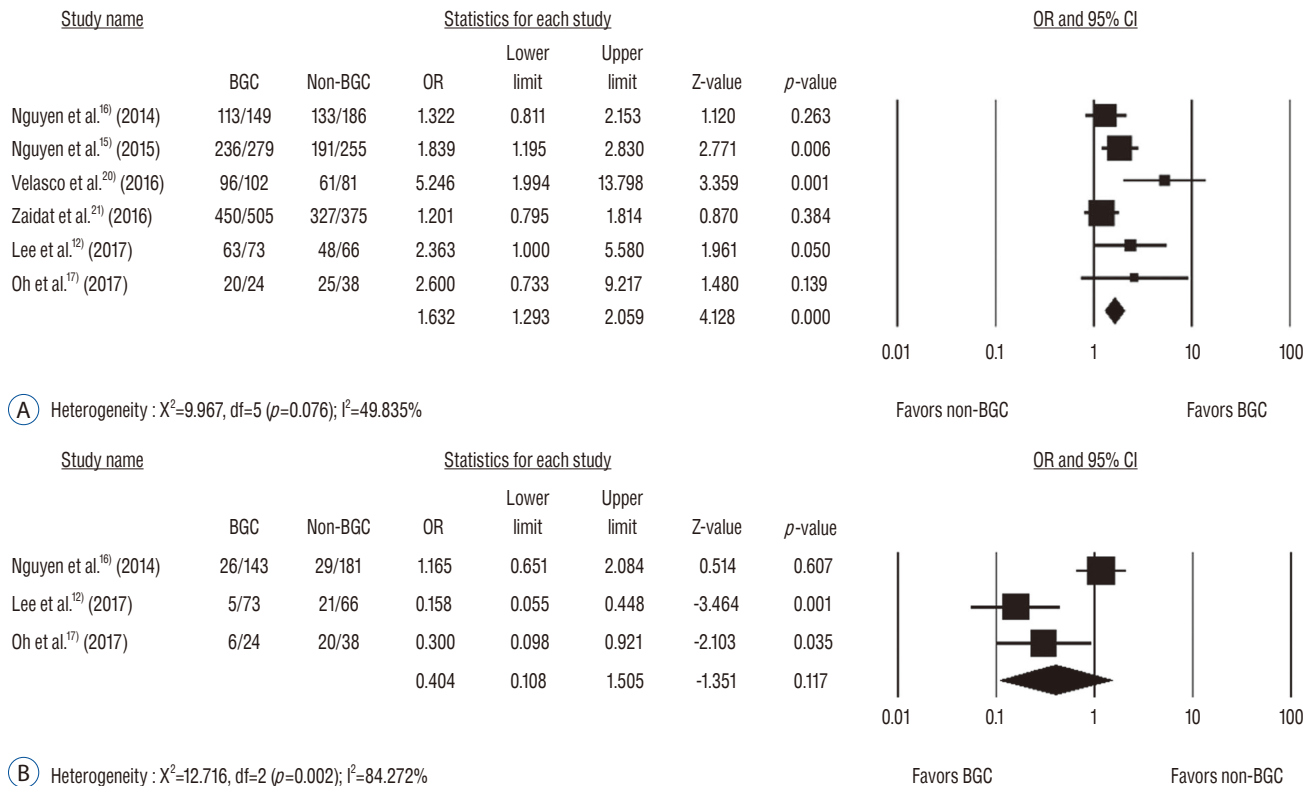 Study name Statistics for each study OR and 95% CI
Lower Upper
BGC Non-BGC OR limit limit Z-value p-value
Nguyen et al.16) (2014) 113/149 133/186 1.322 0.811 2.153 1.120 0.263
Nguyen et al.15) (2015) 236/279 191/255 1.839 1.195 2.830 2.771 0.006
Velasco et al.20) (2016) 96/102 61/81 5.246 1.994 13.798 3.359 0.001
Zaidat et al.21) (2016) 450/505 327/375 1.201 0.795 1.814 0.870 0.384
Lee et al.12) (2017) 63/73 48/66 2.363 1.000 5.580 1.961 0.050
Oh et al.17) (2017) 20/24 25/38 2.600 0.733 9.217 1.480 0.139
1.632 1.293 2.059 4.128 0.000
0.01 0.1 1 10 100
A Heterogeneity : X2=9.967, df=5 (p=0.076); I2=49.835% Favors non-BGC Favors BGC
Study name Statistics for each study OR and 95% CI
Lower Upper
BGC Non-BGC OR limit limit Z-value p-value
Nguyen et al.16) (2014) 26/143 29/181 1.165 0.651 2.084 0.514 0.607
Lee et al.12) (2017) 5/73 21/66 0.158 0.055 0.448 -3.464 0.001
Oh et al.17) (2017) 6/24 20/38 0.300 0.098 0.921 -2.103 0.035
0.404 0.108 1.505 -1.351 0.117
0.01 0.1 1 10 100
B Heterogeneity : X2=12.716, df=2 (p=0.002); I2=84.272% Favors BGC Favors non-BGC